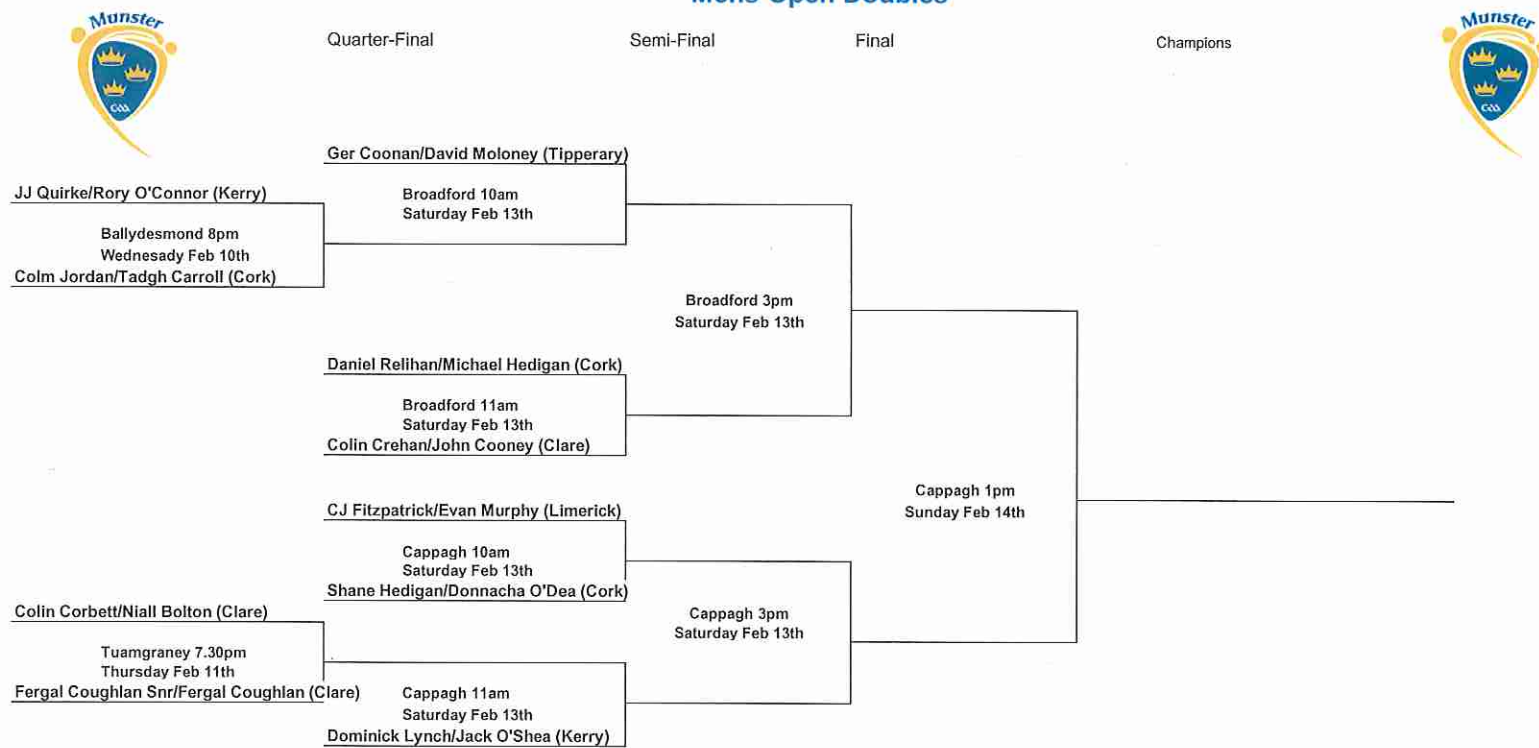 Mens Open Doubles
Munster
GAA
Munster
GAA
Quarter-Final
Semi-Final
Final
Champions
Ger Coonan/David Moloney (Tipperary)
Broadford 10am
Saturday Feb 13th
JJ Quirke/Rory O'Connor (Kerry)
Ballydesmond 8pm
Wednesady Feb 10th
Colm Jordan/Tadgh Carroll (Cork)
Broadford 3pm
Saturday Feb 13th
Daniel Relihan/Michael Hedigan (Cork)
Broadford 11am
Saturday Feb 13th
Colin Crehan/John Cooney (Clare)
Cappagh 1pm
Sunday Feb 14th
CJ Fitzpatrick/Evan Murphy (Limerick)
Cappagh 10am
Saturday Feb 13th
Shane Hedigan/Donnacha O'Dea (Cork)
Colin Corbett/Niall Bolton (Clare)
Tuamgraney 7.30pm
Thursday Feb 11th
Fergal Coughlan Snr/Fergal Coughlan (Clare)
Cappagh 3pm
Saturday Feb 13th
Cappagh 11am
Saturday Feb 13th
Dominick Lynch/Jack O'Shea (Kerry)